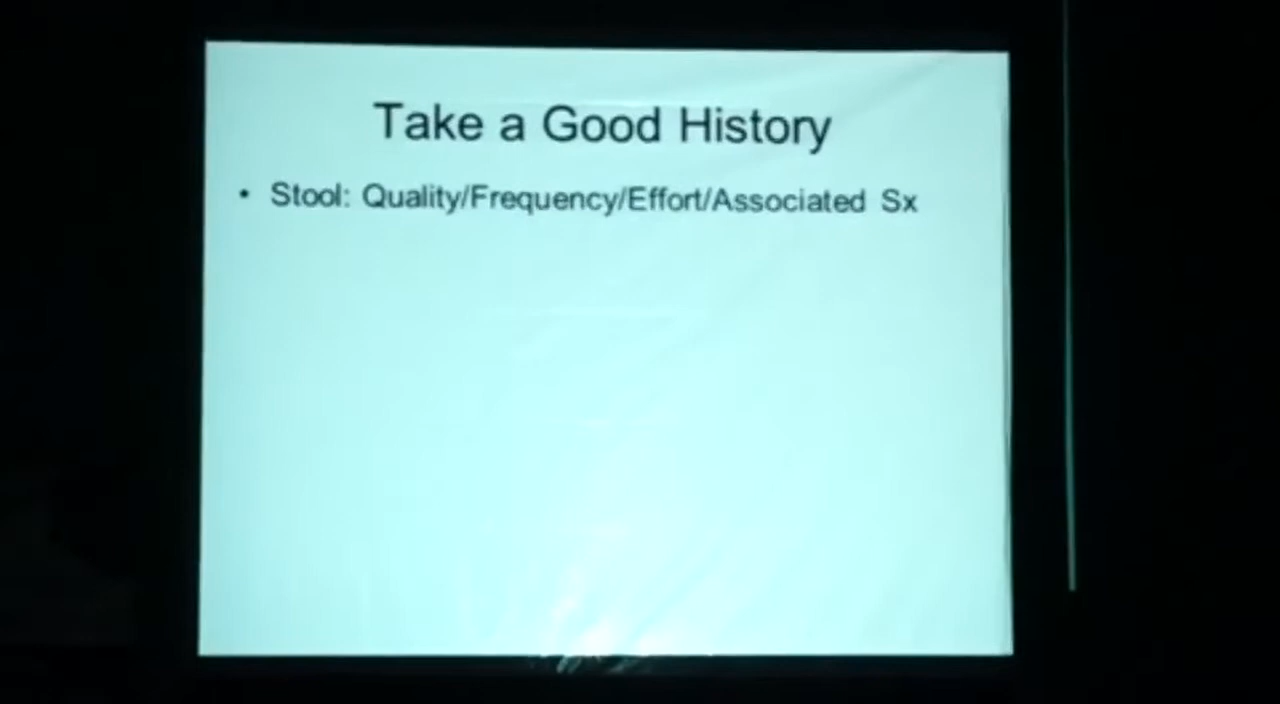 Take a Good History
• Stool: Quality/Frequency/Effort/Associated Sx